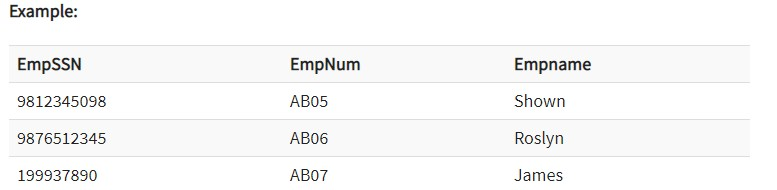 Example:
EmpSSN EmpNum Empname
9812345098 AB05 Shown
9876512345 AB06 Roslyn
199937890 AB07 James